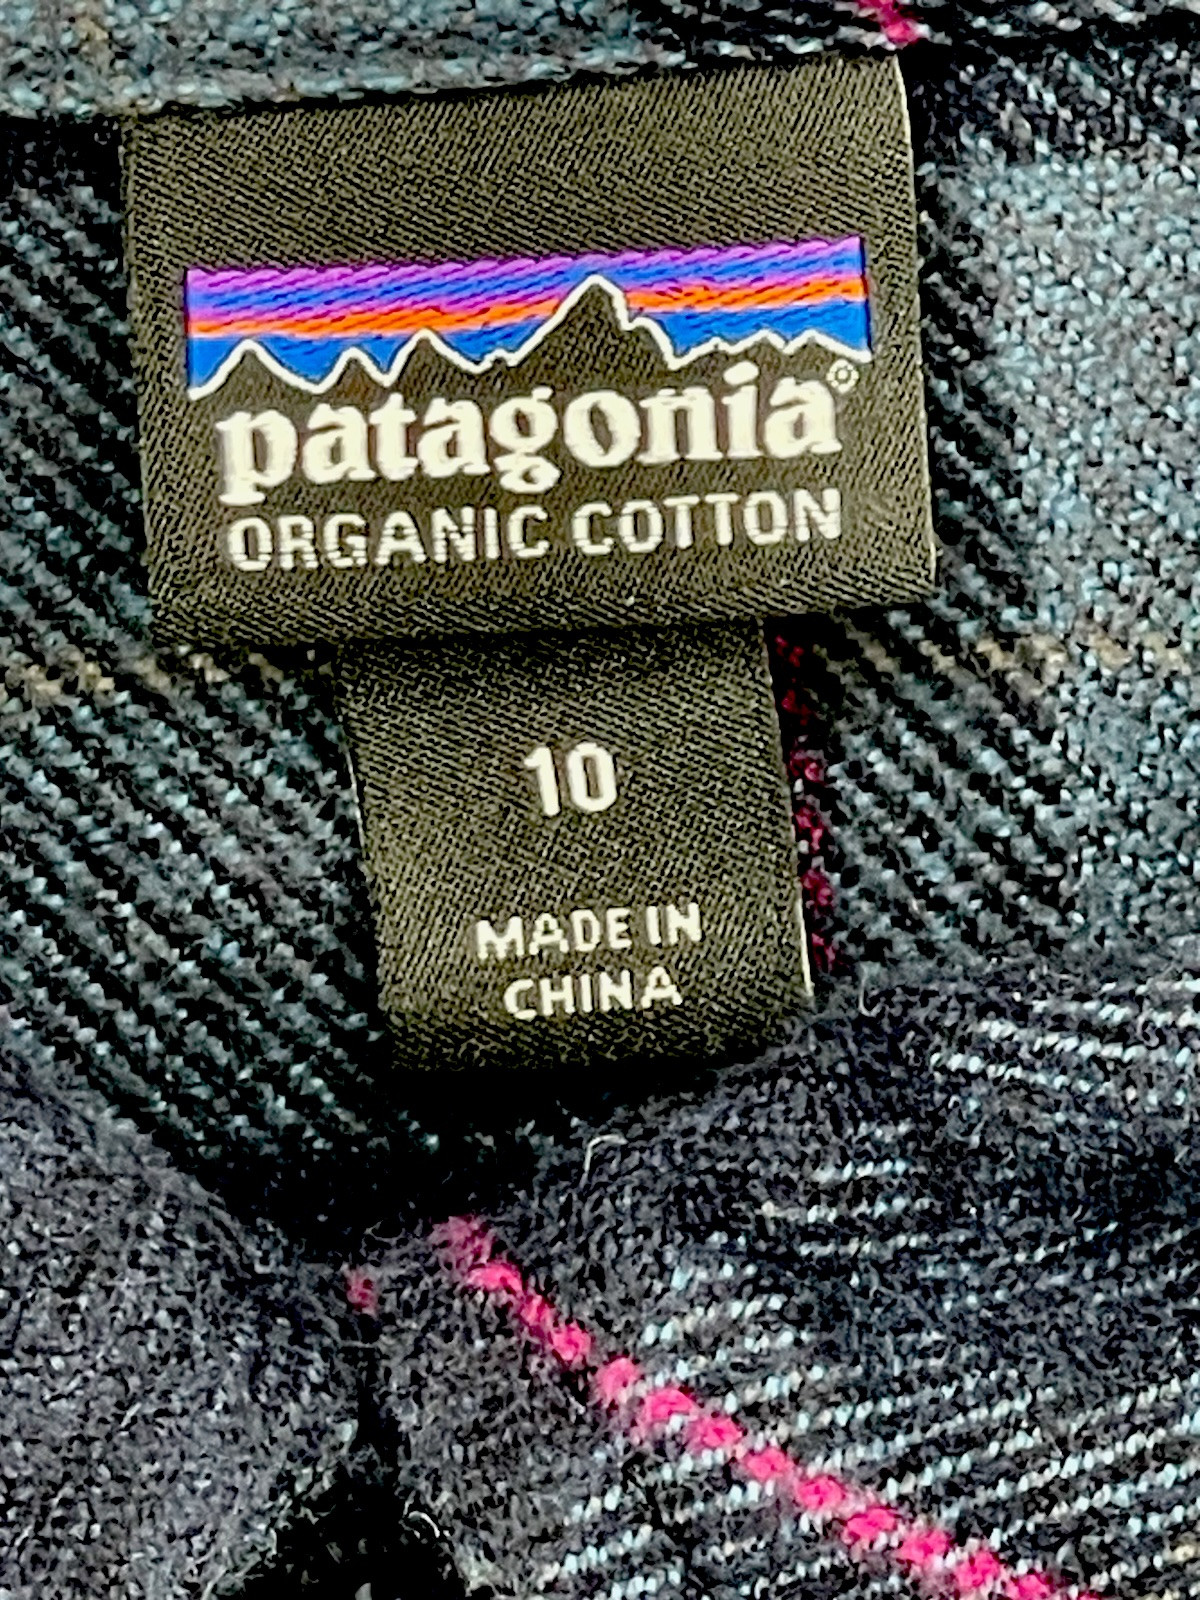 patagonia®
ORGANIC COTTON
10
MADE IN
CHINA